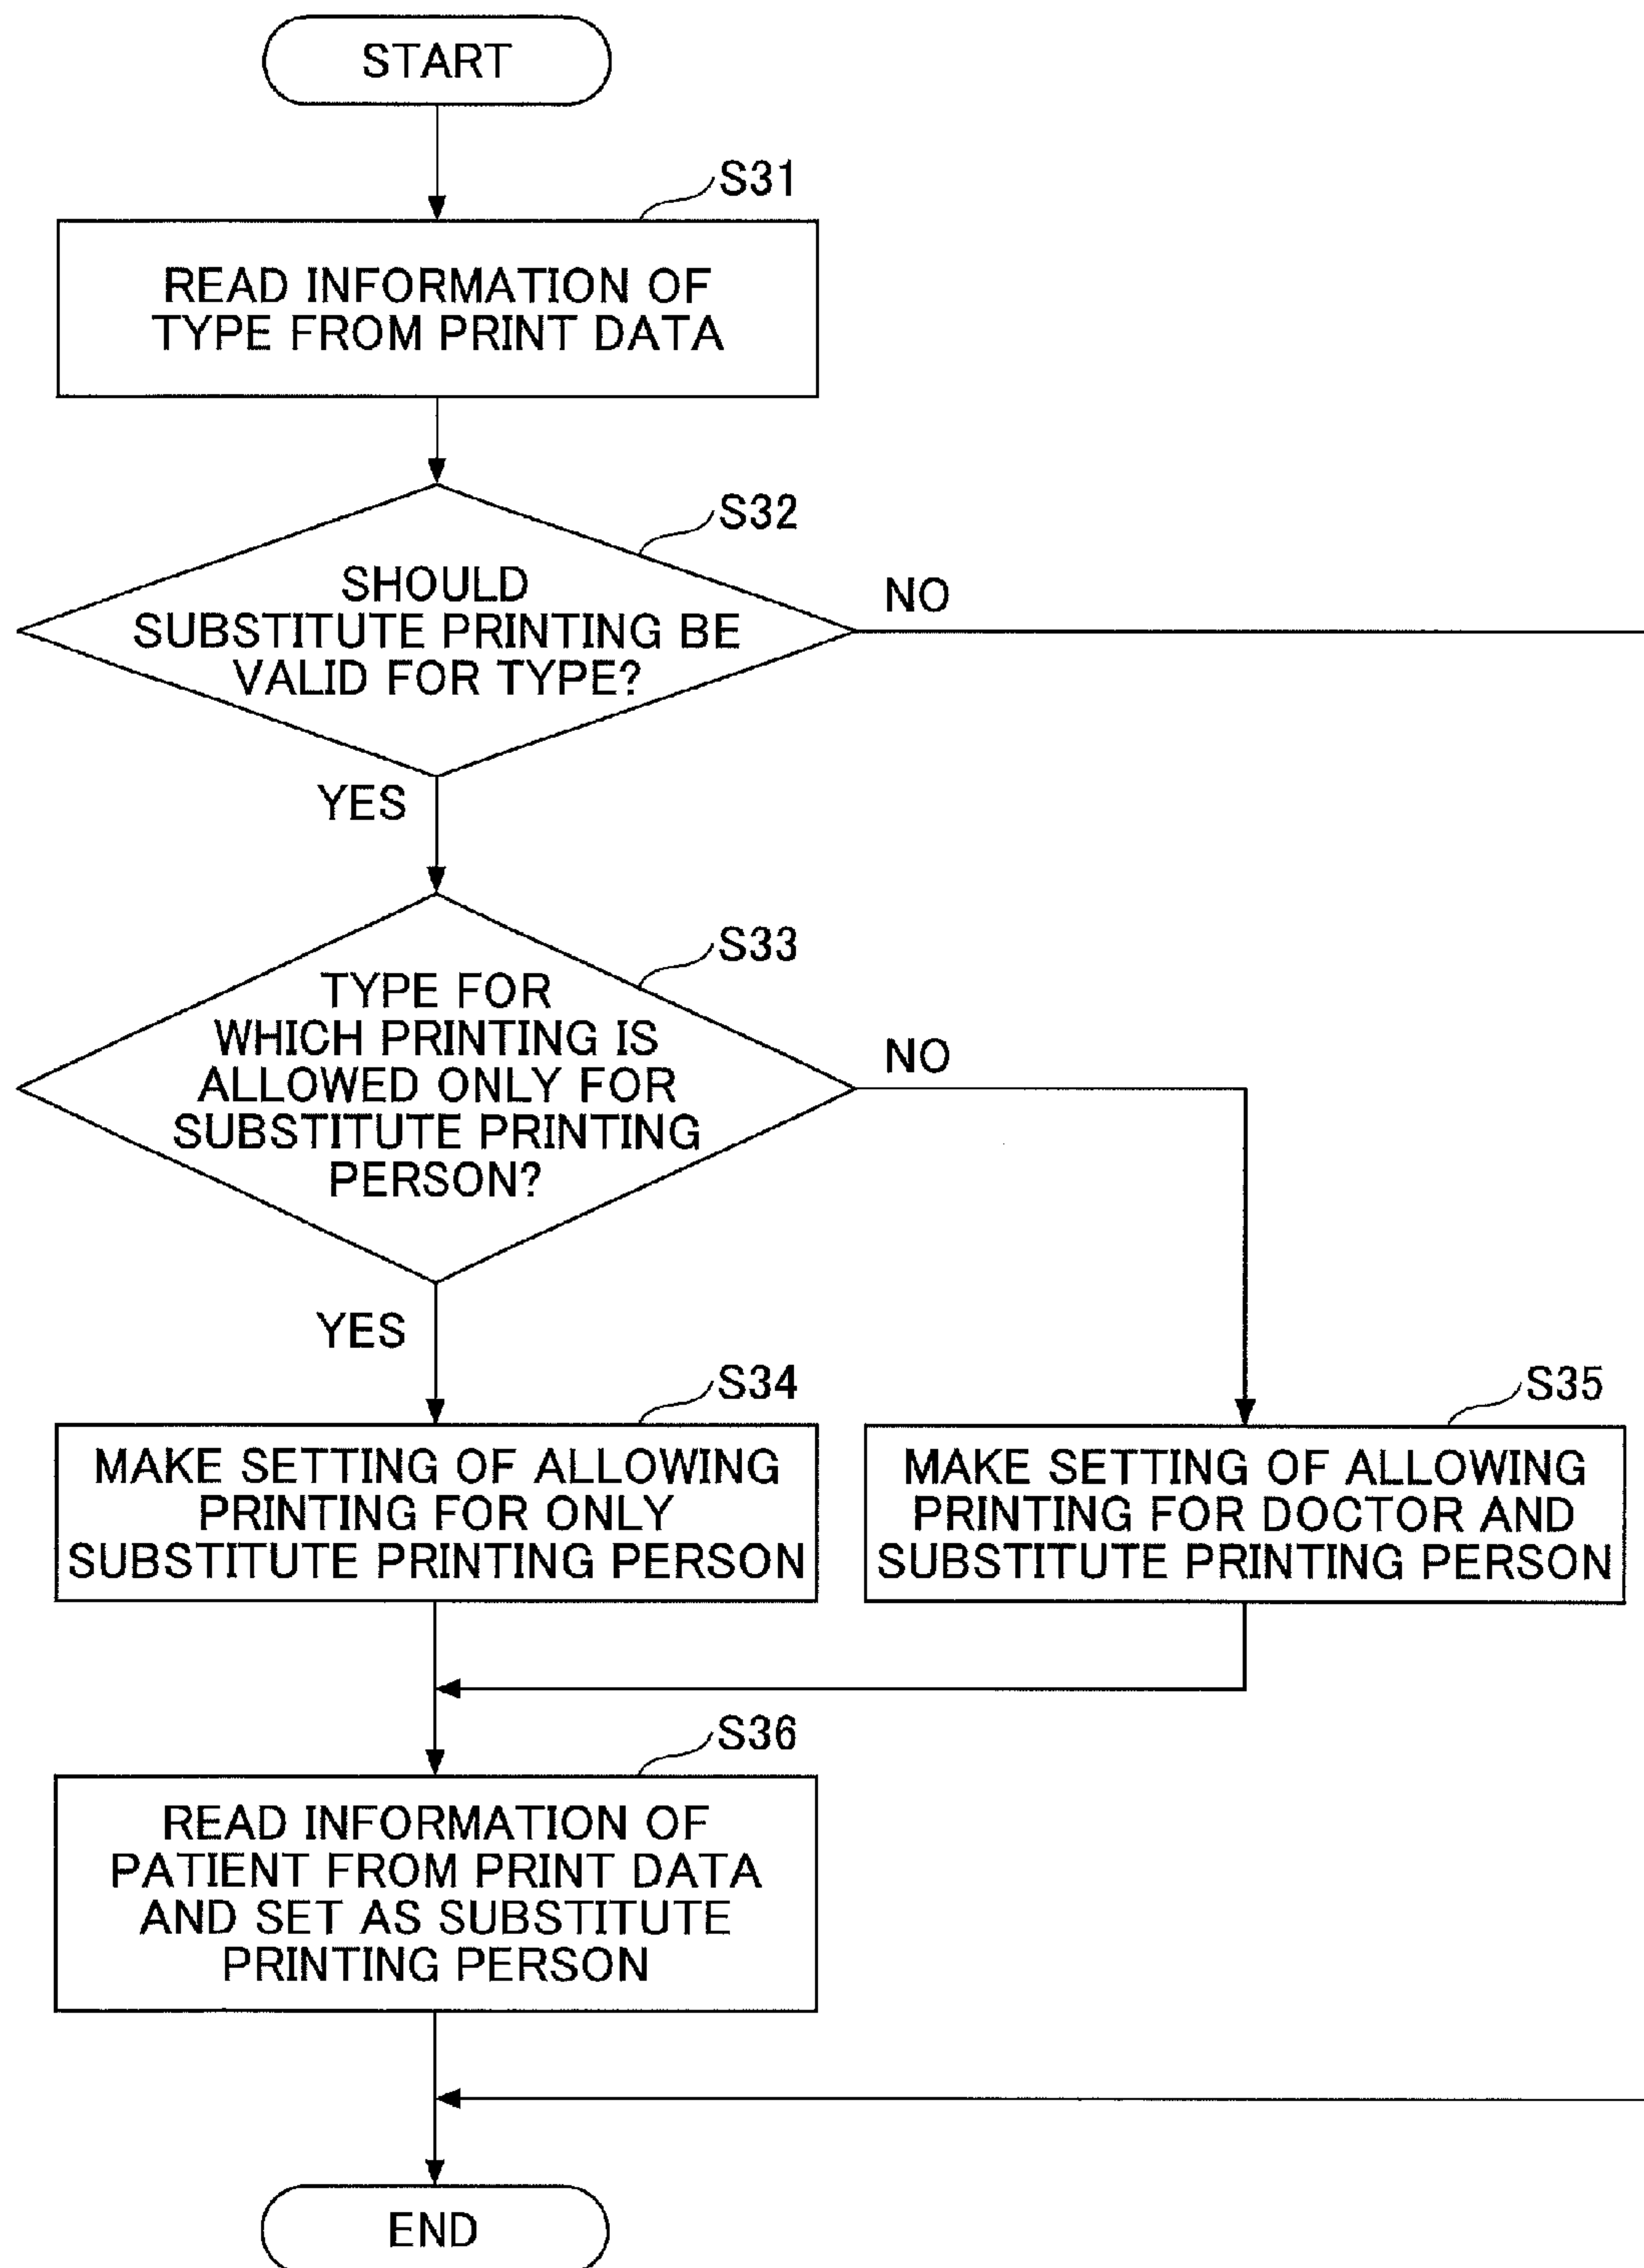 START
S31
READ INFORMATION OF
TYPE FROM PRINT DATA
S32
SHOULD
SUBSTITUTE PRINTING BE
VALID FOR TYPE?
NO
YES
S33
TYPE FOR
WHICH PRINTING IS
ALLOWED ONLY FOR
SUBSTITUTE PRINTING
PERSON?
NO
YES
S34
MAKE SETTING OF ALLOWING
PRINTING FOR ONLY
SUBSTITUTE PRINTING PERSON
S35
MAKE SETTING OF ALLOWING
PRINTING FOR DOCTOR AND
SUBSTITUTE PRINTING PERSON
S36
READ INFORMATION OF
PATIENT FROM PRINT DATA
AND SET AS SUBSTITUTE
PRINTING PERSON
END